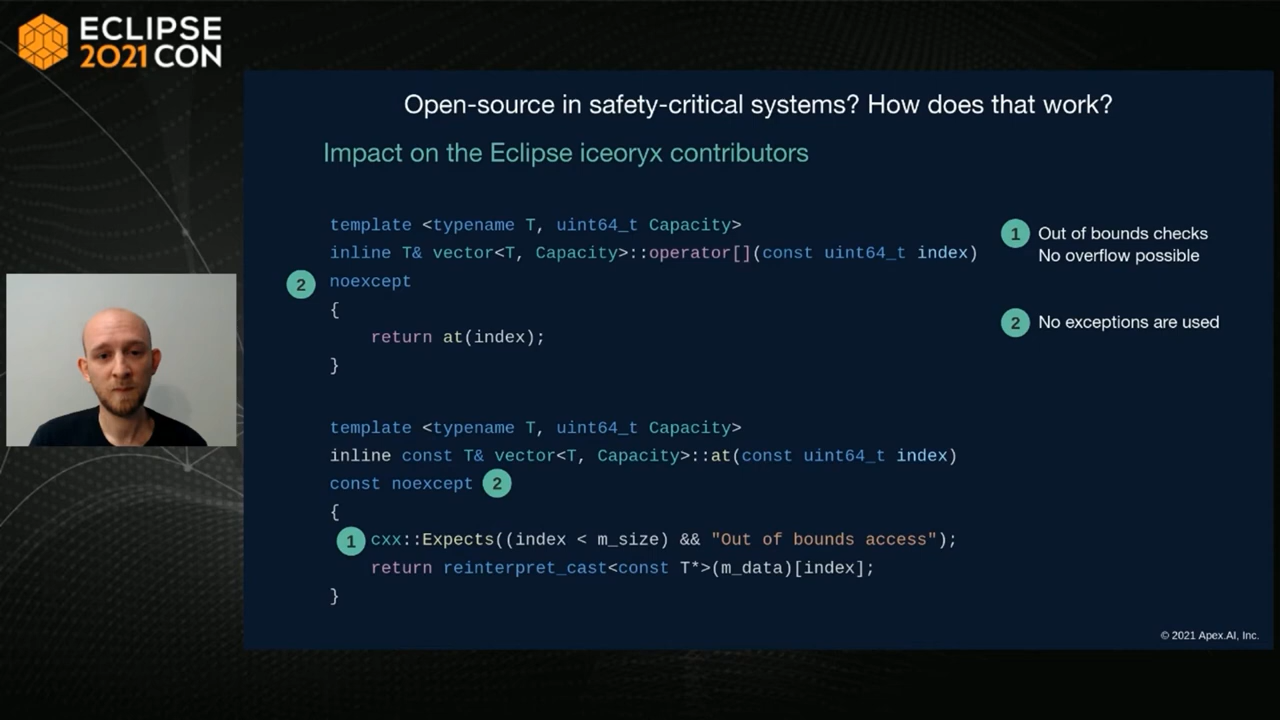 ECLIPSE
2021 CON
Open-source in safety-critical systems? How does that work?
Impact on the Eclipse iceoryx contributors
template <typename T, uint64_t Capacity>
inline T& vector<T, Capacity>::operator[](const uint64_t index)
2 noexcept
{
return at(index);
}
template <typename T, uint64_t Capacity>
inline const T& vector<T, Capacity>::at(const uint64_t index)
const noexcept 2
{
1 cxx::Expects((index < m_size) && "Out of bounds access");
return reinterpret_cast<const T*>(m_data)[index];
}
1 Out of bounds checks
No overflow possible
2 No exceptions are used
© 2021 Apex.AI, Inc.